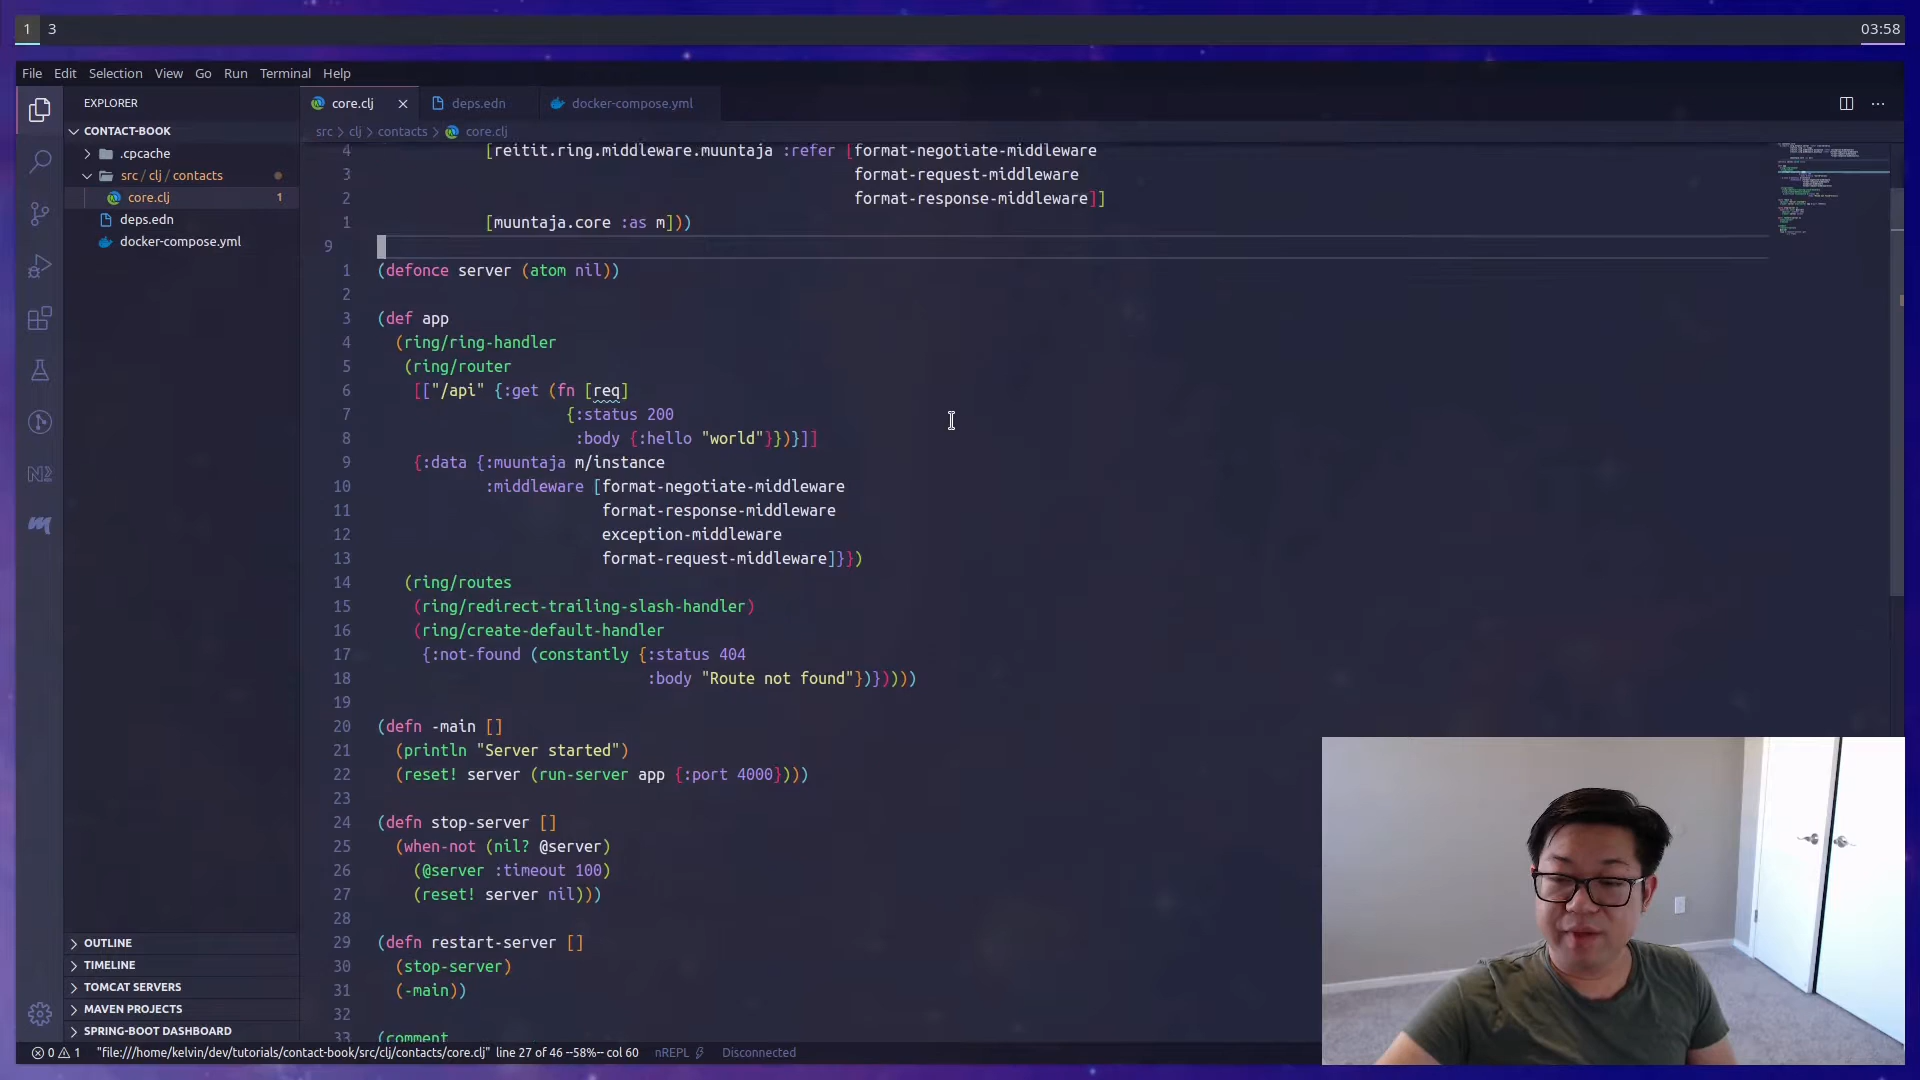 1 3 03:58
File Edit Selection View Go Run Terminal Help
EXPLORER
CONTACT-BOOK
.cpcache
src / clj / contacts
core.clj 1
deps.edn
docker-compose.yml
OUTLINE
TIMELINE
TOMCAT SERVERS
MAVEN PROJECTS
SPRING-BOOT DASHBOARD
core.clj deps.edn docker-compose.yml
src > clj > contacts > core.clj
4 [reitit.ring.middleware.muuntaja :refer [format-negotiate-middleware
3 format-request-middleware
2 format-response-middleware]]
1 [muuntaja.core :as m]))
9
1 (defonce server (atom nil))
2
3 (def app
4 (ring/ring-handler
5 (ring/router
6 [["/api" {:get (fn [req]
7 {:status 200
8 :body {:hello "world"}})}]]
9 {:data {:muuntaja m/instance
10 :middleware [format-negotiate-middleware
11 format-response-middleware
12 exception-middleware
13 format-request-middleware]}})
14 (ring/routes
15 (ring/redirect-trailing-slash-handler)
16 (ring/create-default-handler
17 {:not-found (constantly {:status 404
18 :body "Route not found"})}))))
19
20 (defn -main []
21 (println "Server started")
22 (reset! server (run-server app {:port 4000})))
23
24 (defn stop-server []
25 (when-not (nil? @server)
26 (@server :timeout 100)
27 (reset! server nil)))
28
29 (defn restart-server []
30 (stop-server)
31 (-main))
32
33 (comment
0 1 "file:///home/kelvin/dev/tutorials/contact-book/src/clj/contacts/core.clj" line 27 of 46 --58%-- col 60 nREPL Disconnected